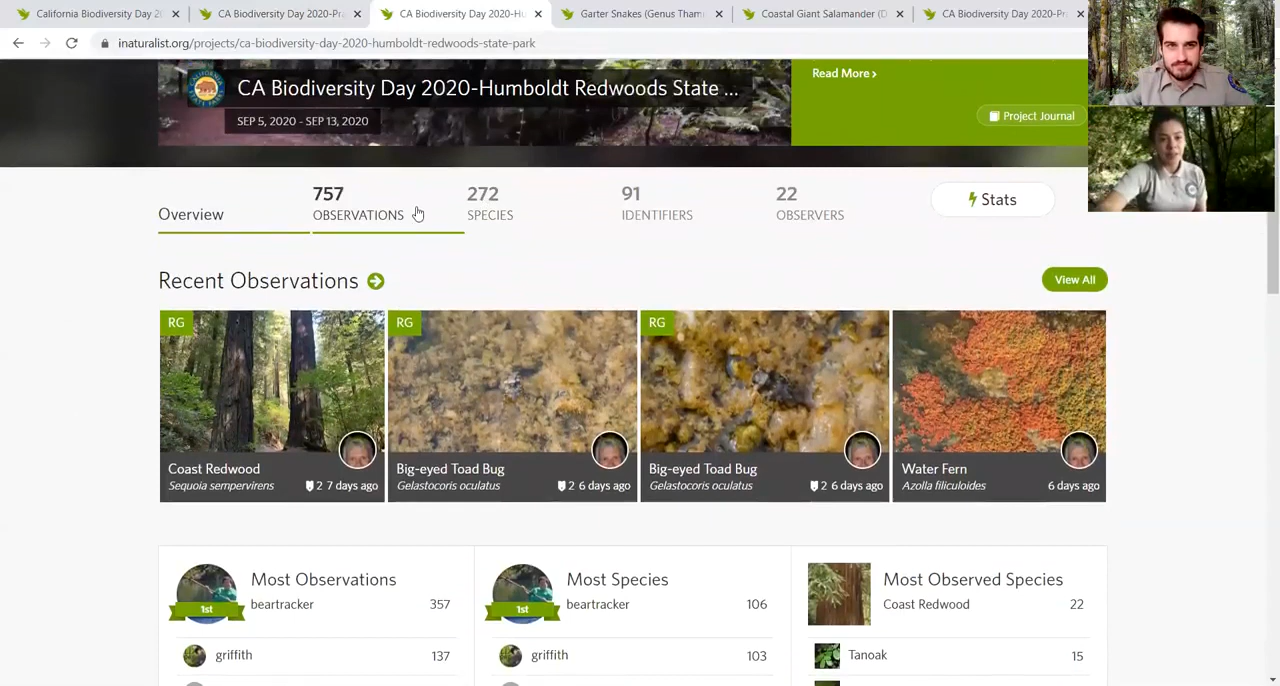 California Biodiversity Day 2
CA Biodiversity Day 2020-Pra
CA Biodiversity Day 2020-Hu
Garter Snakes (Genus Tham
Coastal Giant Salamander (D
CA Biodiversity Day 2020-Pr
inaturalist.org/projects/ca-biodiversity-day-2020-humboldt-redwoods-state-park
CA Biodiversity Day 2020-Humboldt Redwoods State ...
SEP 5, 2020 - SEP 13, 2020
Read More ›
Project Journal
Overview
757
OBSERVATIONS
272
SPECIES
91
IDENTIFIERS
22
OBSERVERS
Stats
Recent Observations
View All
RG
Coast Redwood
Sequoia sempervirens 2 7 days ago
RG
Big-eyed Toad Bug
Gelastocoris oculatus 2 6 days ago
RG
Big-eyed Toad Bug
Gelastocoris oculatus 2 6 days ago
Water Fern
Azolla filiculoides 6 days ago
Most Observations
1st
beartracker 357
griffith 137
Most Species
1st
beartracker 106
griffith 103
Most Observed Species
Coast Redwood 22
Tanoak 15